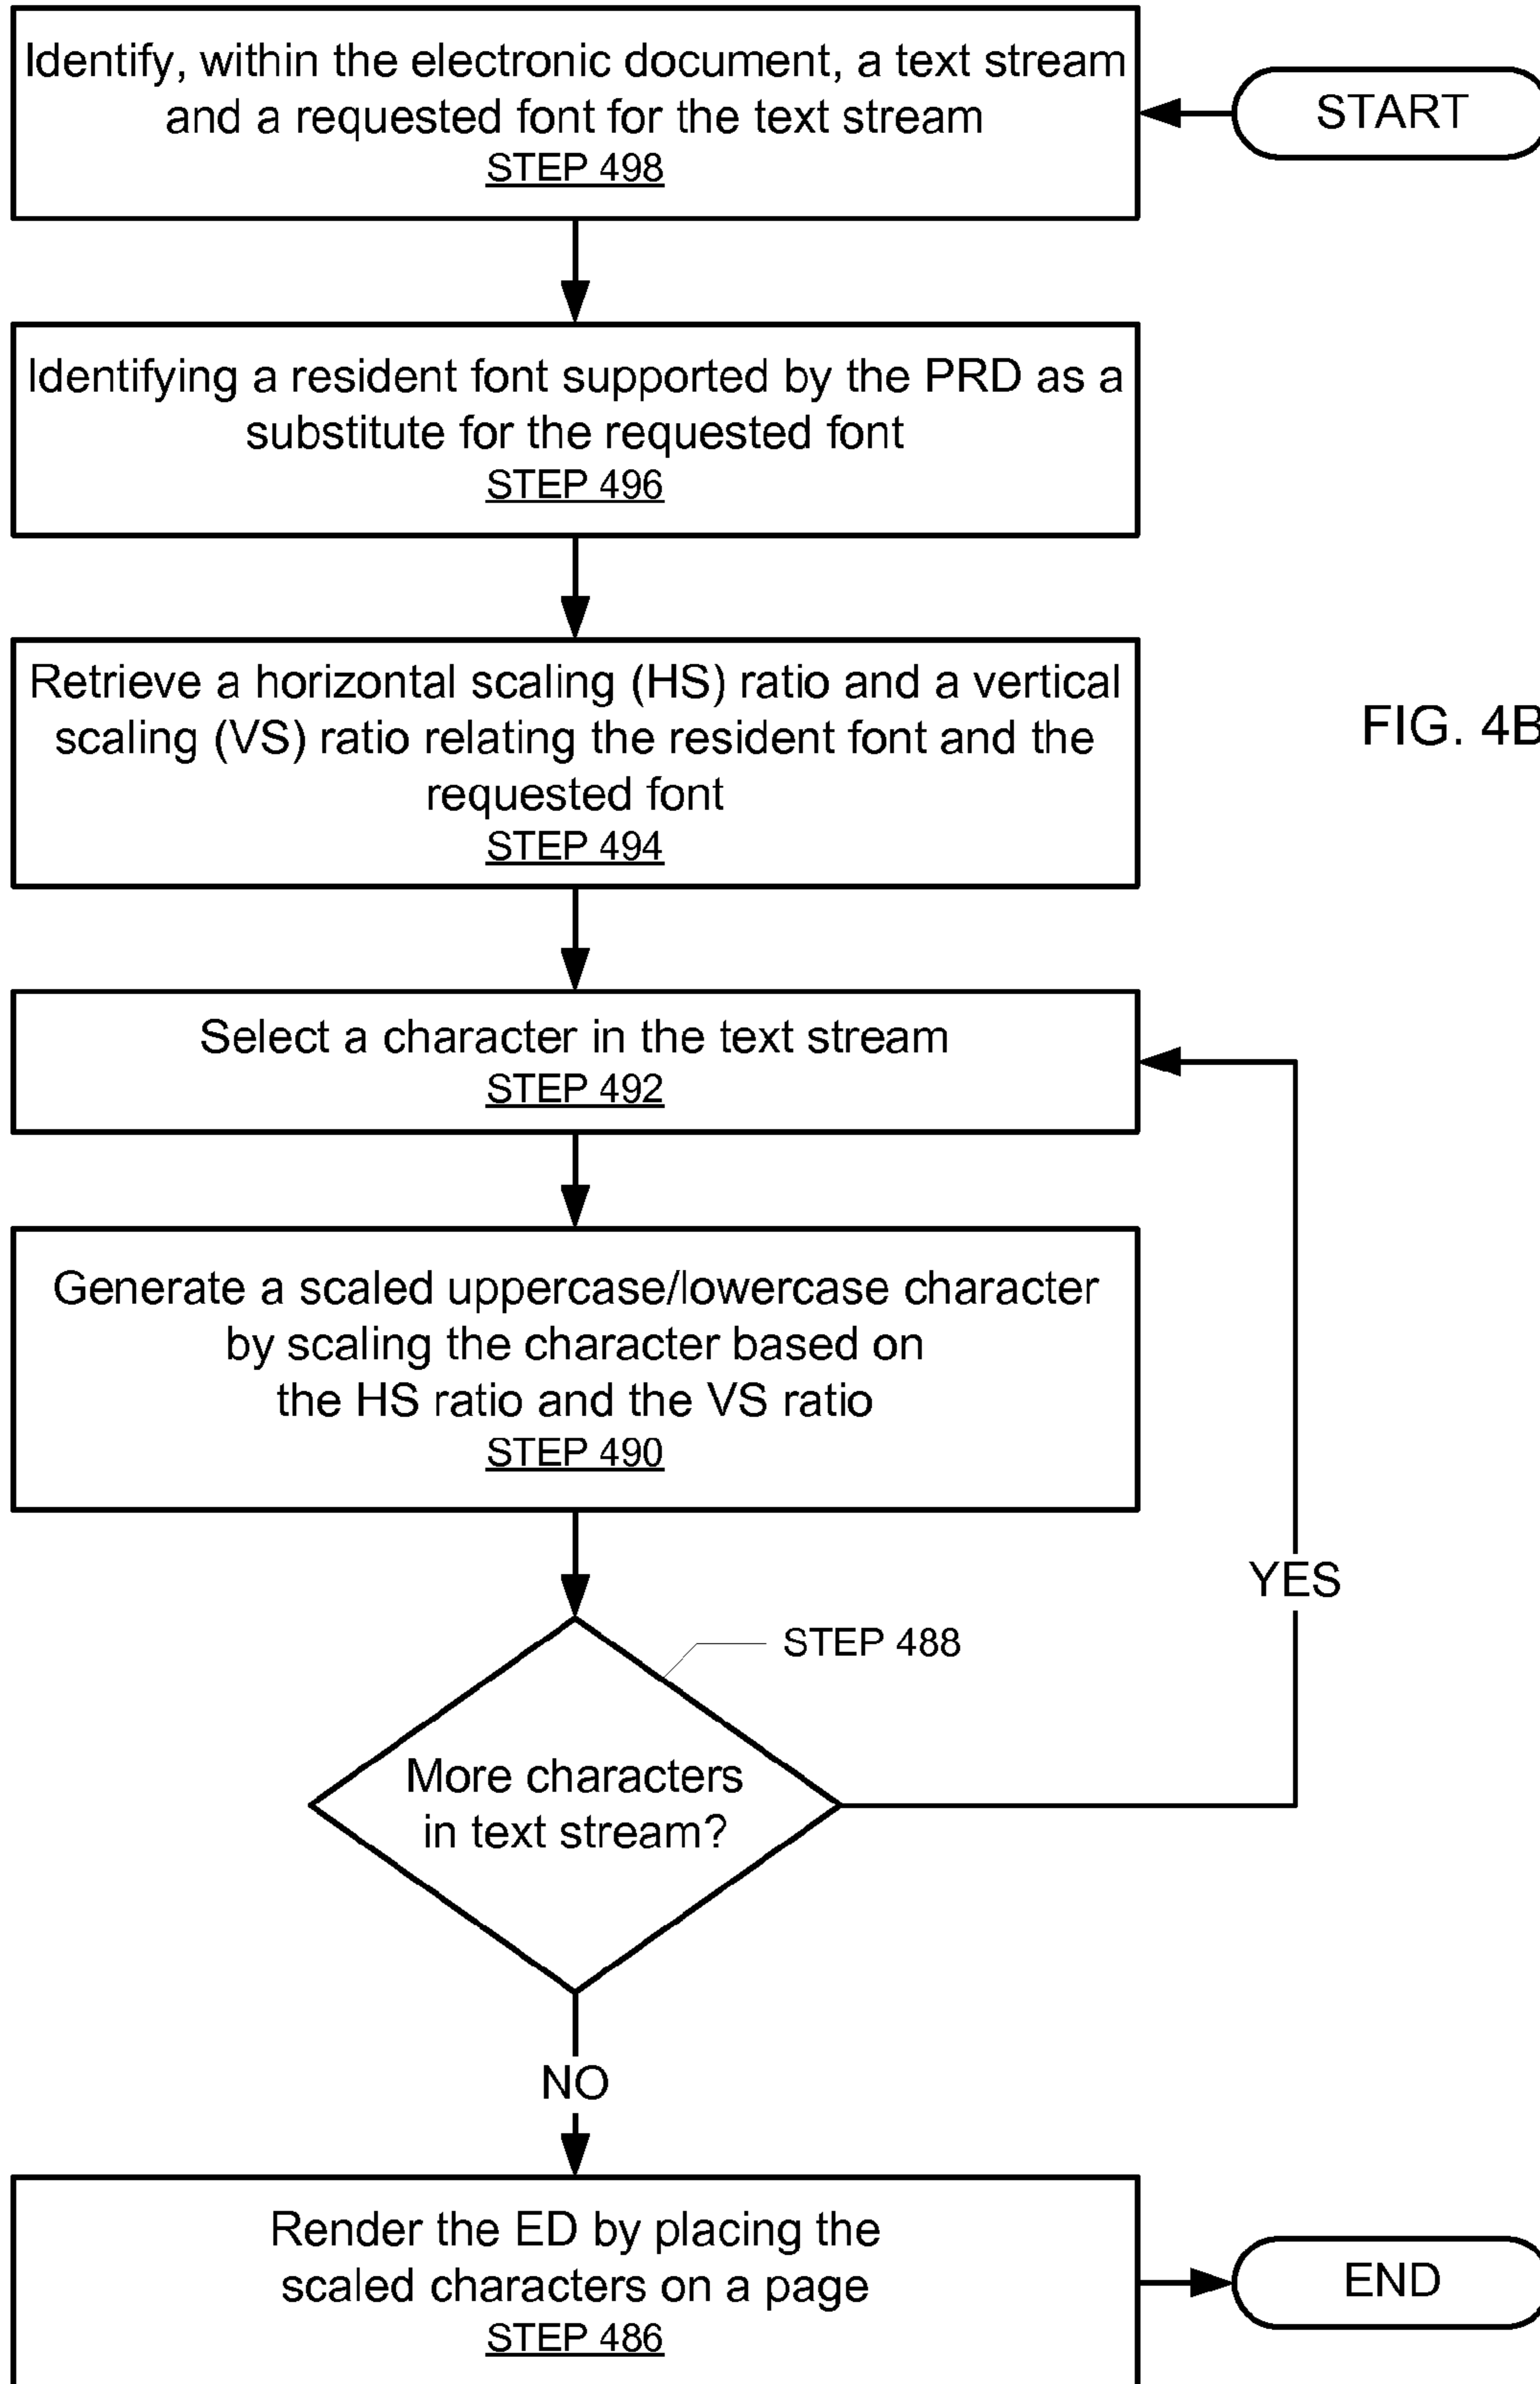 Identify, within the electronic document, a text stream
and a requested font for the text stream
STEP 498
START
Identifying a resident font supported by the PRD as a
substitute for the requested font
STEP 496
Retrieve a horizontal scaling (HS) ratio and a vertical
scaling (VS) ratio relating the resident font and the
requested font
STEP 494
FIG. 4B
Select a character in the text stream
STEP 492
Generate a scaled uppercase/lowercase character
by scaling the character based on
the HS ratio and the VS ratio
STEP 490
YES
STEP 488
More characters
in text stream?
NO
Render the ED by placing the
scaled characters on a page
STEP 486
END